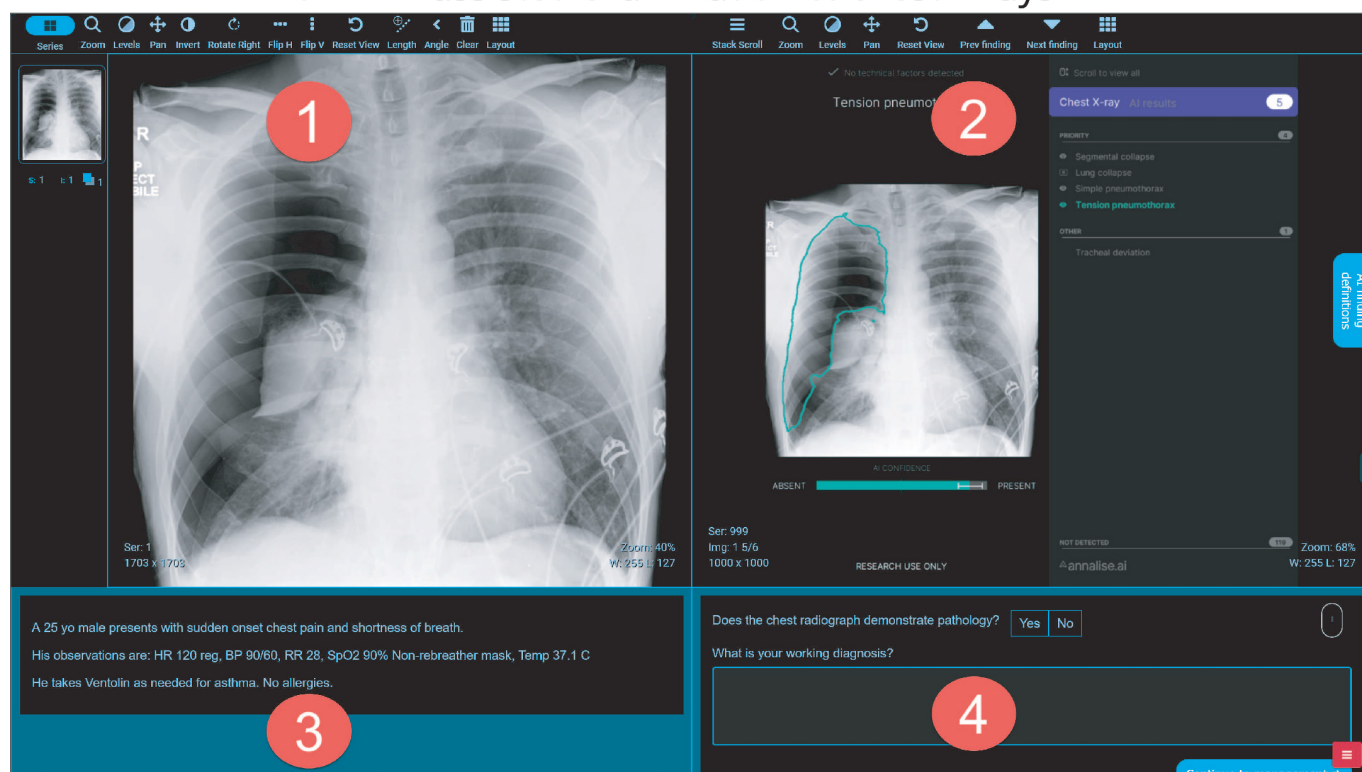 Series Zoom Levels Pan Invert Rotate Right Flip H Flip V Reset View Length Angle Clear Layout
Stack Scroll Zoom Levels Pan Reset View Prev finding Next finding Layout
S: 1 I: 1 1
R
ECT
BILE
1
Ser: 1
1703 x 1703
Zoom: 40%
W: 255 L: 127
No technical factors detected
Tension
2
R
AI CONFIDENCE
ABSENT PRESENT
Ser: 999
Img: 1 5/6
1000 x 1000
RESEARCH USE ONLY
Scroll to view all
Chest X-ray AI results 5
PRIORITY 4
Segmental collapse
Lung collapse
Simple pneumothorax
Tension pneumothorax
OTHER 1
Tracheal deviation
NOT DETECTED 119
annalise.ai
Zoom: 68%
W: 255 L: 127
AI finding
definitions
A 25 yo male presents with sudden onset chest pain and shortness of breath.
His observations are: HR 120 reg, BP 90/60, RR 28, SpO2 90% Non-rebreather mask, Temp 37.1 C
He takes Ventolin as needed for asthma. No allergies.
3
Does the chest radiograph demonstrate pathology? Yes No
What is your working diagnosis?
4